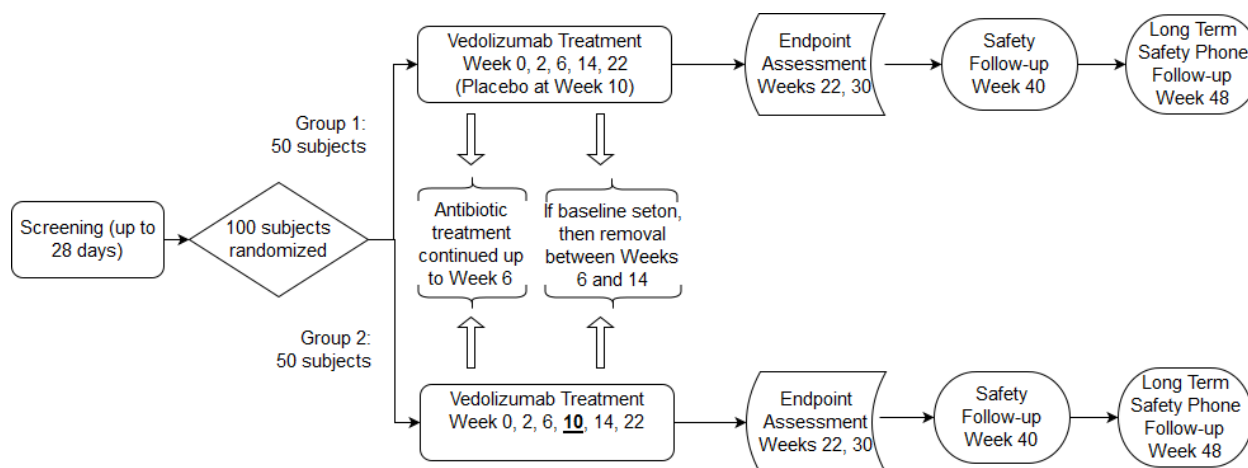 Vedolizumab Treatment
Week 0, 2, 6, 14, 22
(Placebo at Week 10)
Endpoint
Assessment
Weeks 22, 30
Safety
Follow-up
Week 40
Long Term
Safety Phone
Follow-up
Week 48
Group 1:
50 subjects
Screening (up to
28 days)
100 subjects
randomized
Antibiotic
treatment
continued up
to Week 6
If baseline seton,
then removal
between Weeks
6 and 14
Group 2:
50 subjects
Vedolizumab Treatment
Week 0, 2, 6, 10, 14, 22
Endpoint
Assessment
Weeks 22, 30
Safety
Follow-up
Week 40
Long Term
Safety Phone
Follow-up
Week 48